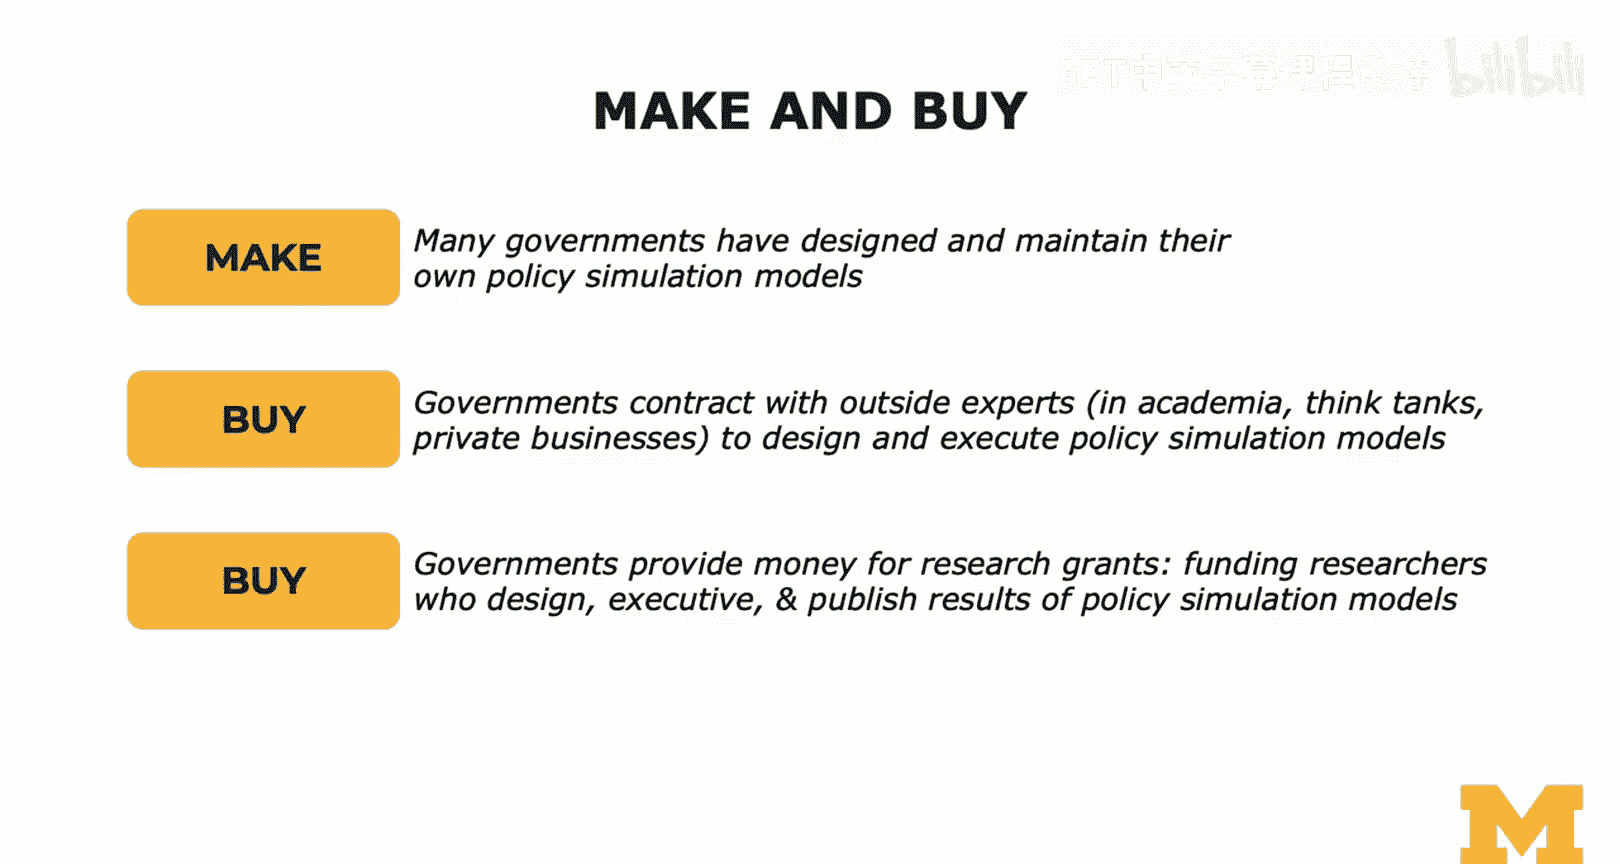 bilibili
MAKE AND BUY
MAKE
Many governments have designed and maintain their
own policy simulation models
BUY
Governments contract with outside experts (in academia, think tanks,
private businesses) to design and execute policy simulation models
BUY
Governments provide money for research grants: funding researchers
who design, executive, & publish results of policy simulation models
M